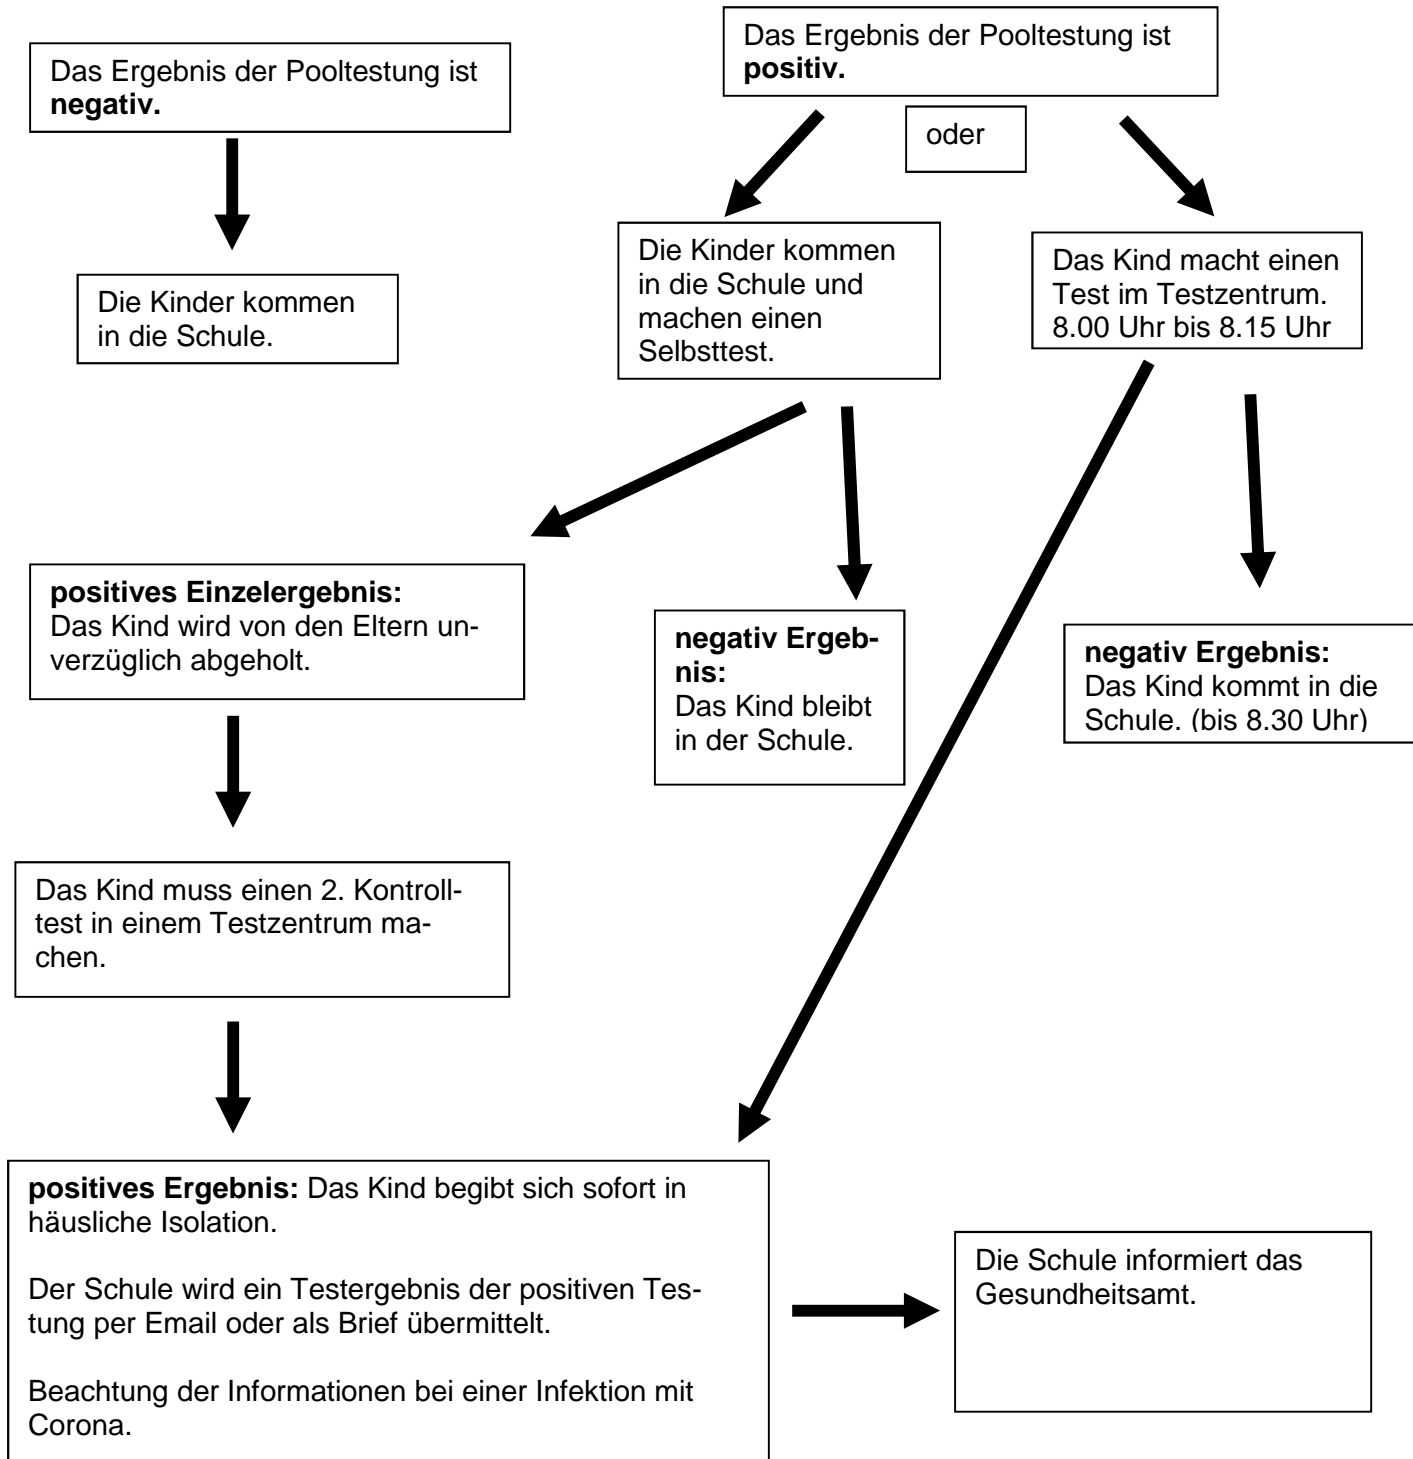 Das Ergebnis der Pooltestung ist
negativ.
Das Ergebnis der Pooltestung ist
positiv.
oder
Die Kinder kommen
in die Schule.
Die Kinder kommen
in die Schule und
machen einen
Selbsttest.
Das Kind macht einen
Test im Testzentrum.
8.00 Uhr bis 8.15 Uhr
positives Einzelergebnis:
Das Kind wird von den Eltern un-
verzüglich abgeholt.
negativ Ergeb-
nis:
Das Kind bleibt
in der Schule.
negativ Ergebnis:
Das Kind kommt in die
Schule. (bis 8.30 Uhr)
Das Kind muss einen 2. Kontroll-
test in einem Testzentrum ma-
chen.
positives Ergebnis: Das Kind begibt sich sofort in
häusliche Isolation.
Der Schule wird ein Testergebnis der positiven Tes-
tung per Email oder als Brief übermittelt.
Beachtung der Informationen bei einer Infektion mit
Corona.
Die Schule informiert das
Gesundheitsamt.